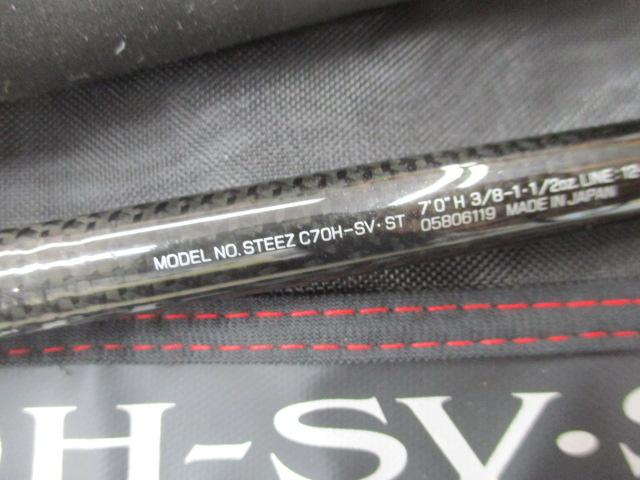 MODEL NO. STEEZ C70H-SV・ST
7'0" H 3/8-1-1/2oz. LINE:12
05806119 MADE IN JAPAN
0H-SV・S